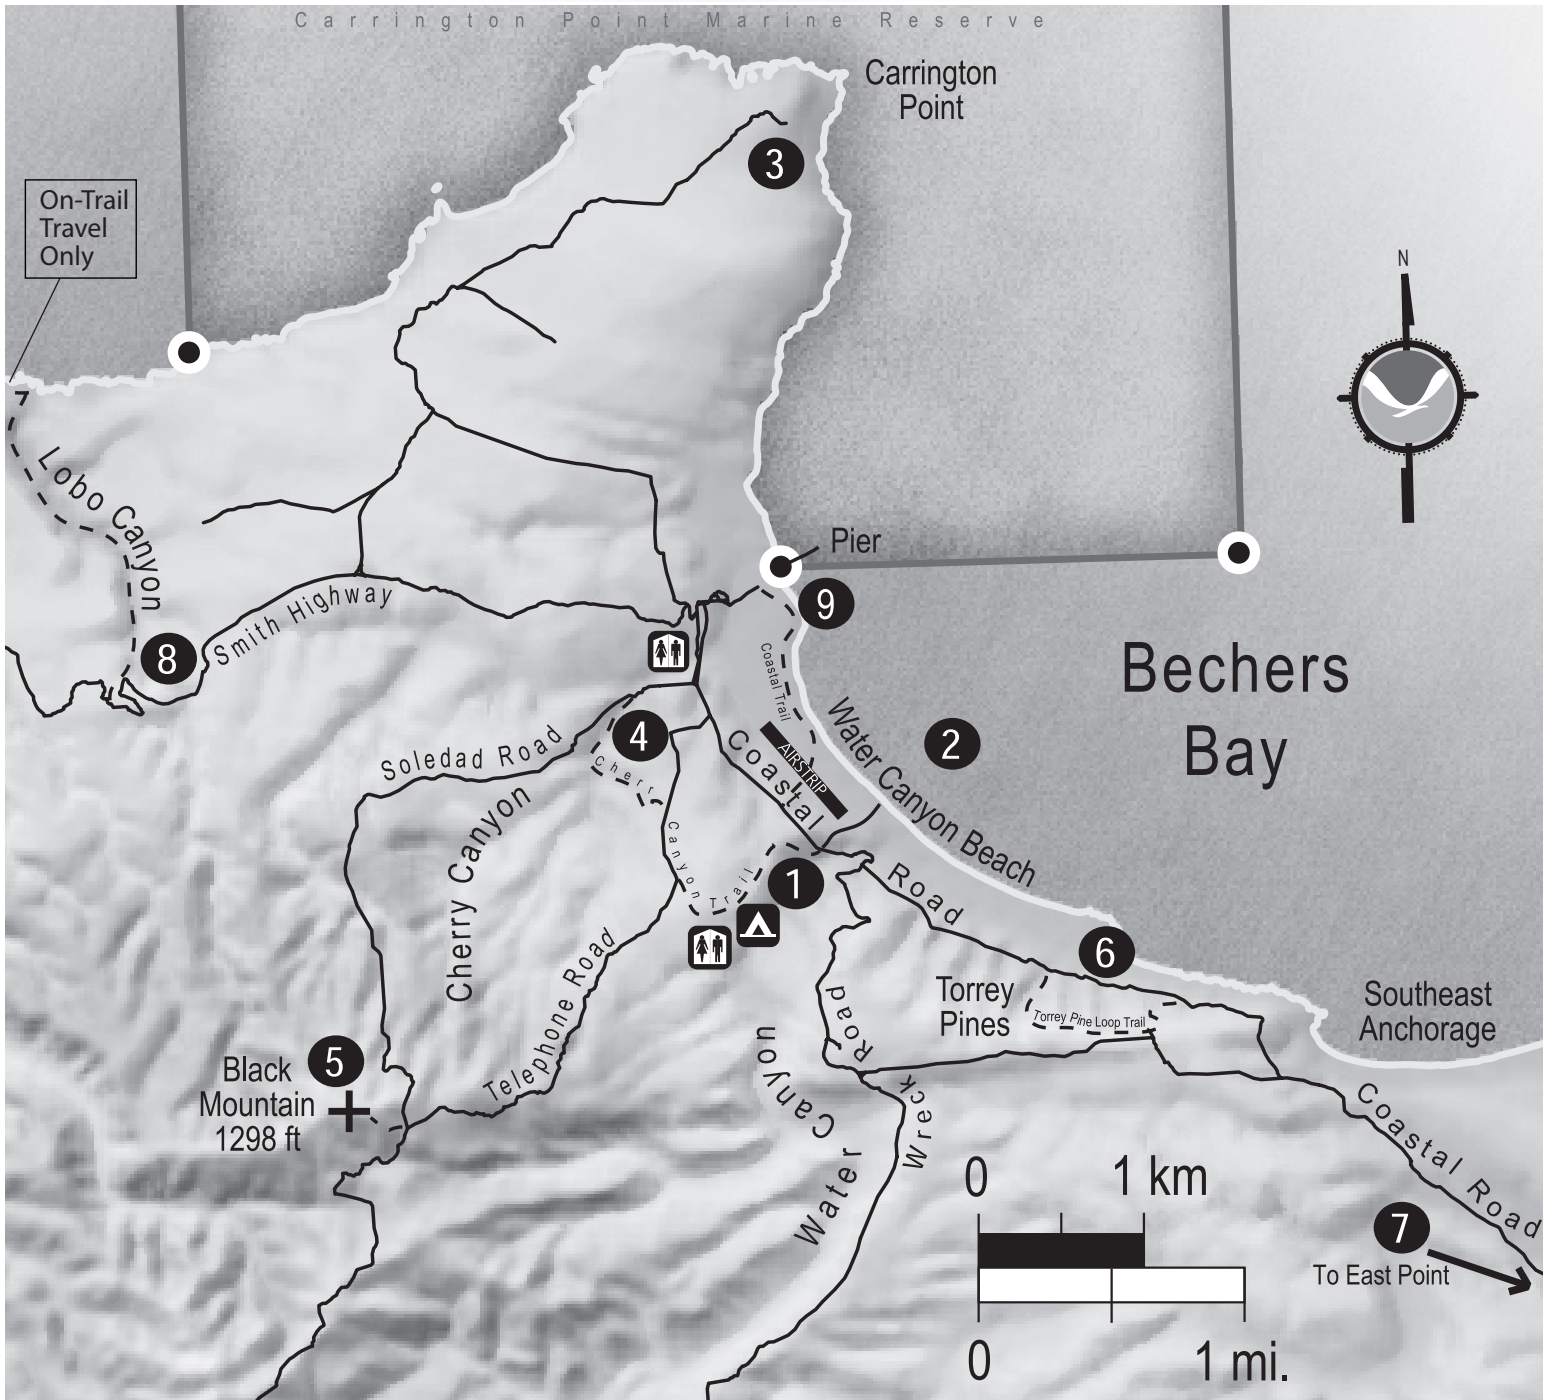 Carrington Point Marine Reserve
Carrington
Point
3
On-Trail
Travel
Only
N
Lobo Canyon
Pier
9
Smith Highway
8
Bechers
Bay
Coastal Trail
4
2
Soledad Road
AIRSTRIP
Water Canyon Beach
Cherr
Canyon
Trail
Cherry Canyon
1
Coastal
Road
6
Telephone Road
Torrey
Pines
Torrey Pine Loop Trail
Southeast
Anchorage
5
Black
Mountain
1298 ft
Water Canyon
Wreck
Road
Coastal Road
7
To East Point
0
1 km
0
1 mi.